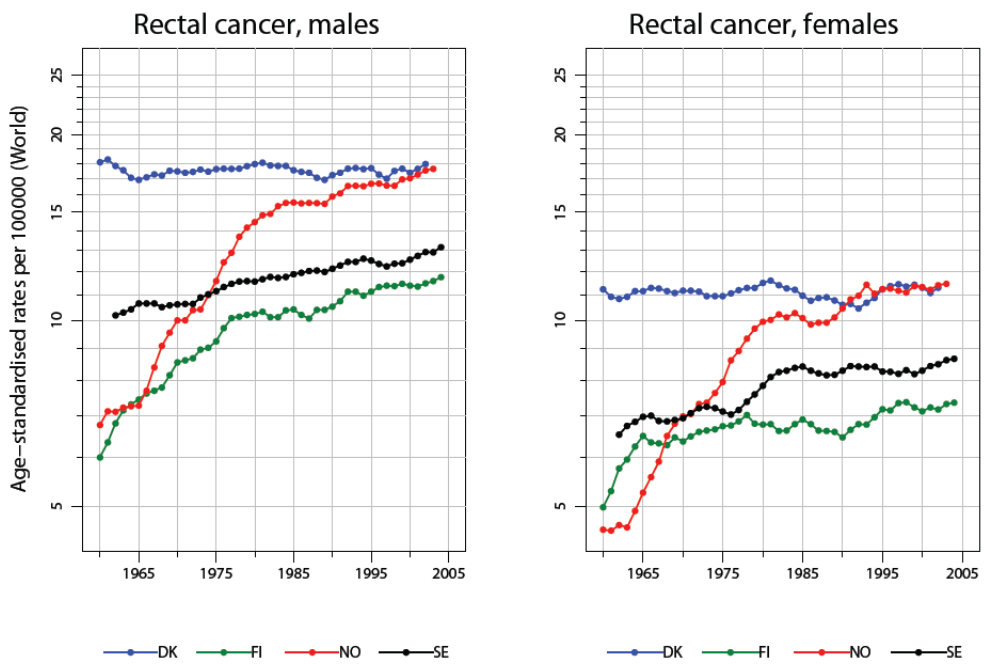 Rectal cancer, males
Rectal cancer, females
Age−standardised rates per 100000 (World)
25
20
15
10
5
1965 1975 1985 1995 2005
25
20
15
10
5
1965 1975 1985 1995 2005
DK FI NO SE
DK FI NO SE